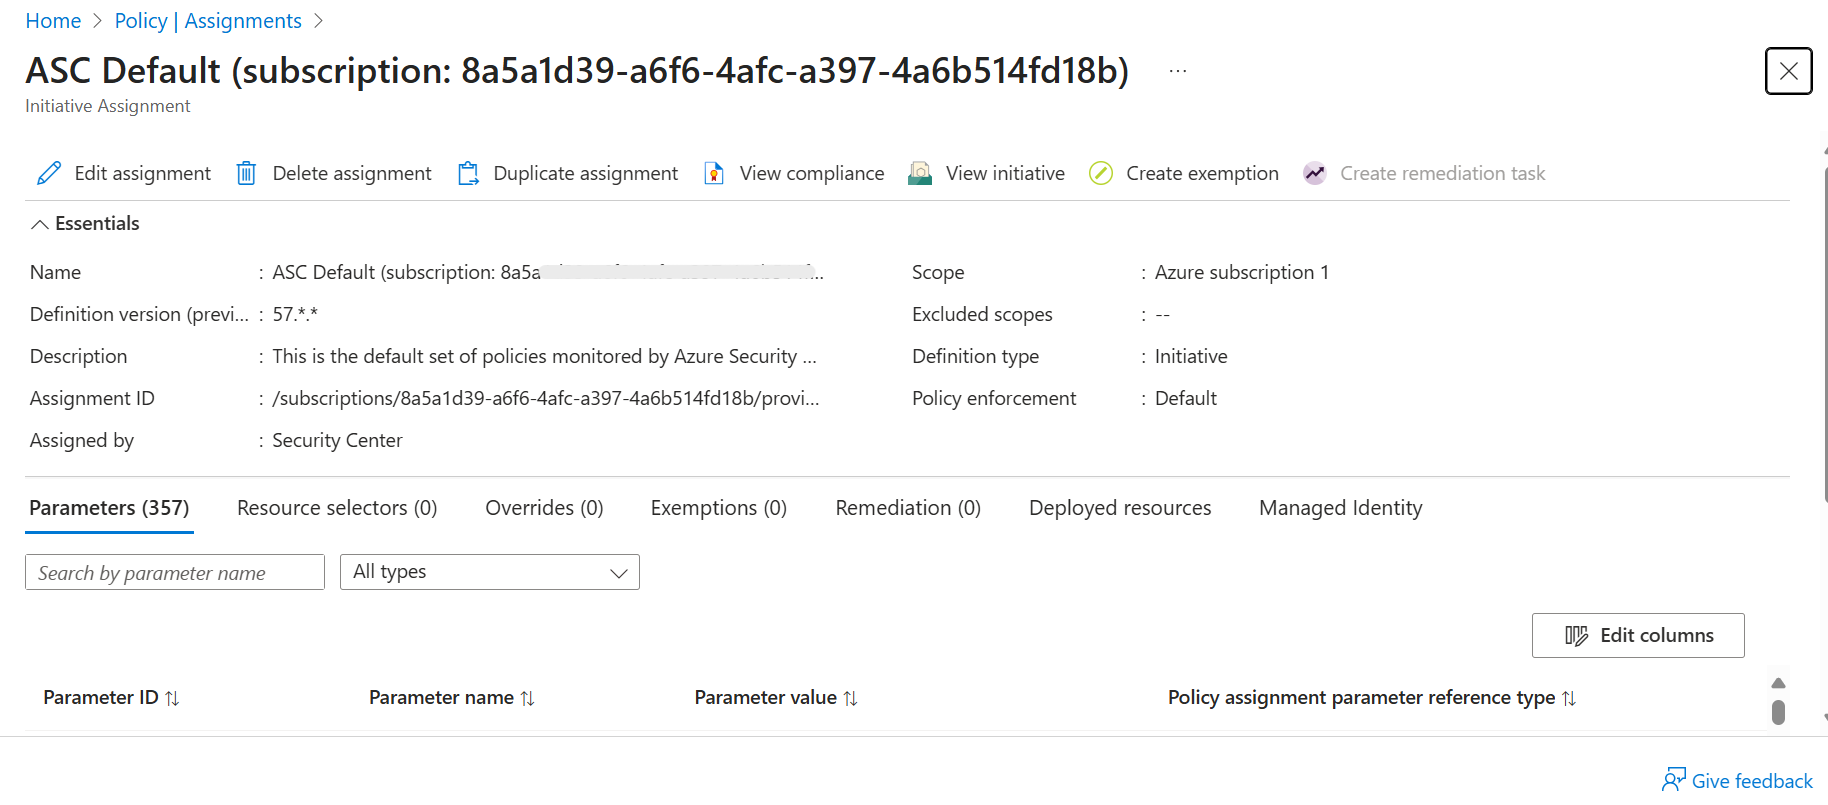 Home > Policy | Assignments >
ASC Default (subscription: 8a5a1d39-a6f6-4afc-a397-4a6b514fd18b) ...
Initiative Assignment
Edit assignment Delete assignment Duplicate assignment View compliance View initiative Create exemption Create remediation task
Essentials
Name : ASC Default (subscription: 8a5a ... Scope : Azure subscription 1
Definition version (previ... : 57.*.* Excluded scopes : --
Description : This is the default set of policies monitored by Azure Security ... Definition type : Initiative
Assignment ID : /subscriptions/8a5a1d39-a6f6-4afc-a397-4a6b514fd18b/provi... Policy enforcement : Default
Assigned by : Security Center
Parameters (357) Resource selectors (0) Overrides (0) Exemptions (0) Remediation (0) Deployed resources Managed Identity
Search by parameter name All types
Edit columns
Parameter ID ↑↓ Parameter name ↑↓ Parameter value ↑↓ Policy assignment parameter reference type ↑↓
Give feedback